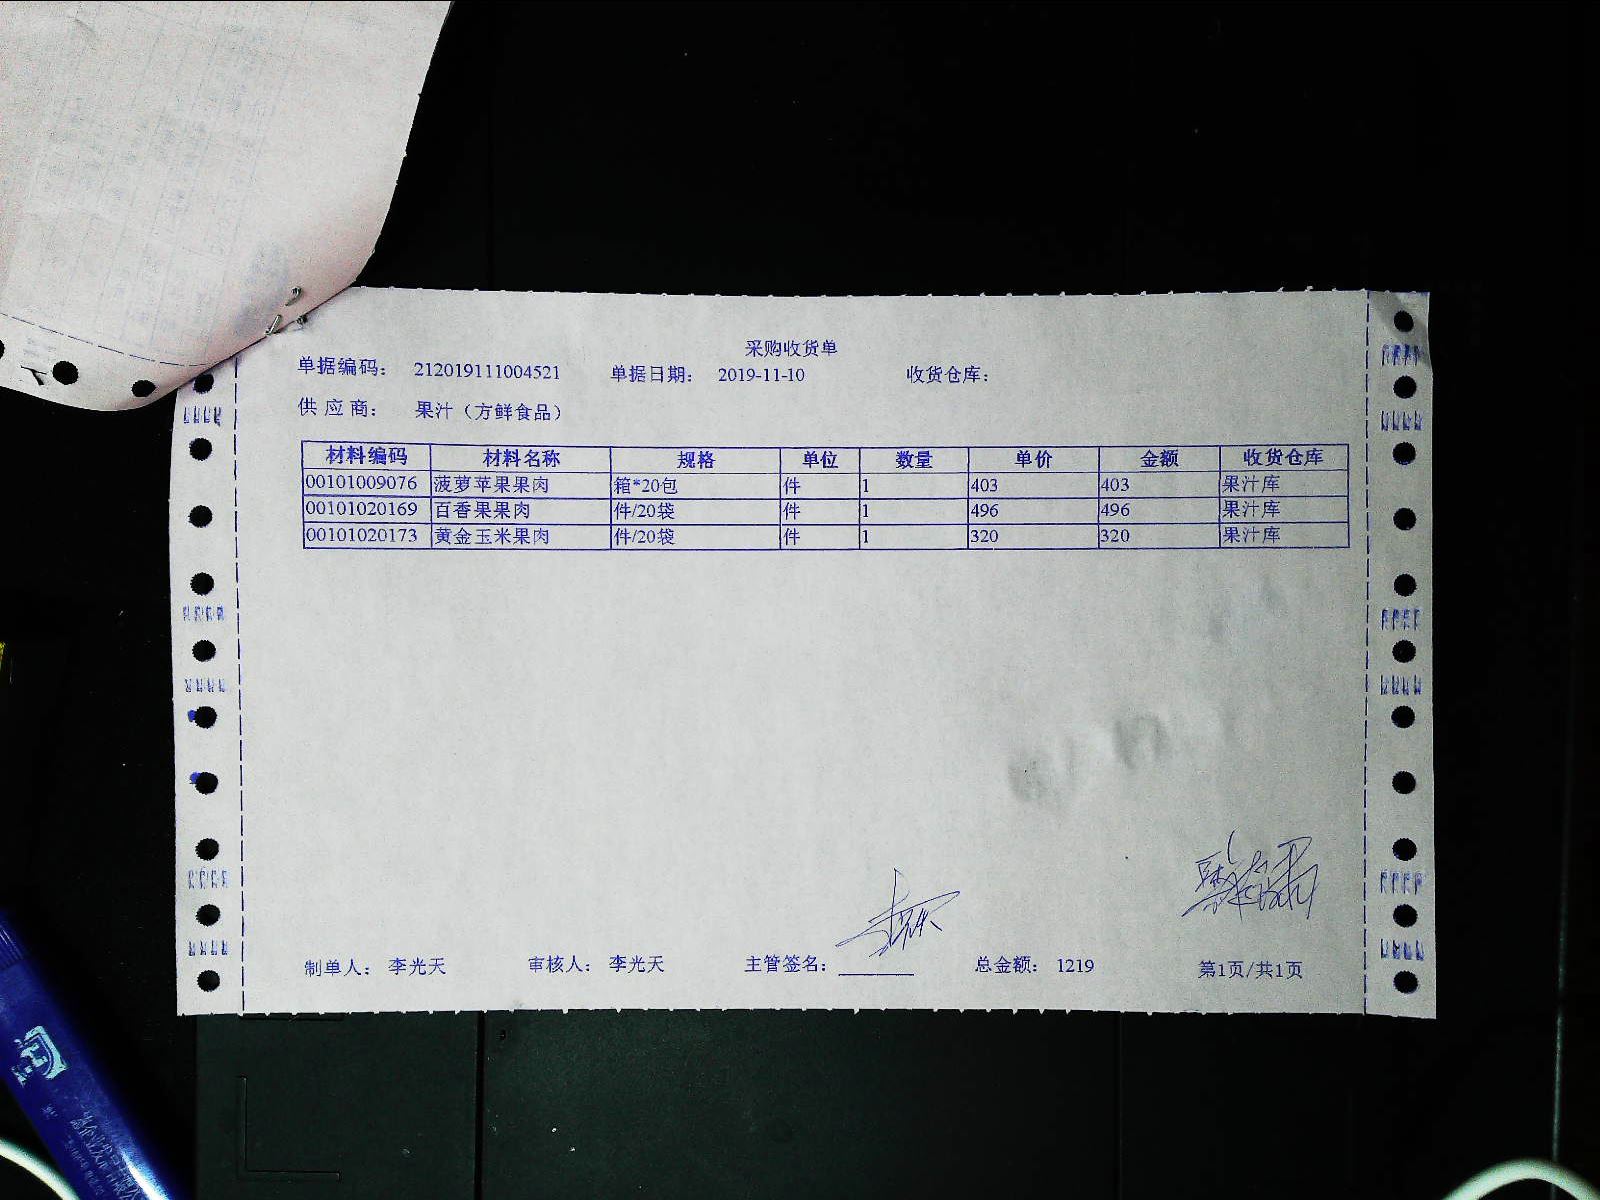 采购收货单
单据编码： 212019111004521 单据日期： 2019-11-10 收货仓库：
供应商： 果汁（方鲜食品）
材料编码 材料名称 规格 单位 数量 单价 金额 收货仓库
00101009076 菠萝苹果果肉 箱*20包 件 1 403 403 果汁库
00101020169 百香果果肉 件/20袋 件 1 496 496 果汁库
00101020173 黄金玉米果肉 件/20袋 件 1 320 320 果汁库
制单人： 李光天 审核人： 李光天 主管签名： 总金额： 1219 第1页/共1页